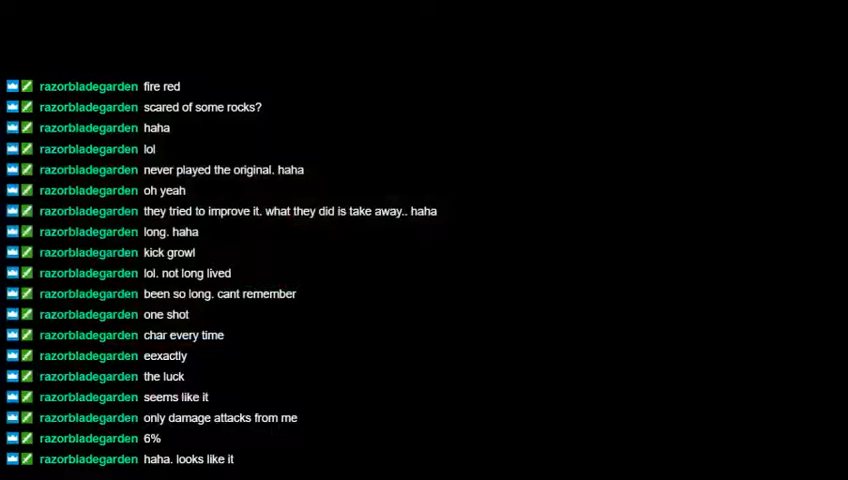 razorbladegarden fire red
razorbladegarden scared of some rocks?
razorbladegarden haha
razorbladegarden lol
razorbladegarden never played the original. haha
razorbladegarden oh yeah
razorbladegarden they tried to improve it. what they did is take away.. haha
razorbladegarden long. haha
razorbladegarden kick growl
razorbladegarden lol. not long lived
razorbladegarden been so long. cant remember
razorbladegarden one shot
razorbladegarden char every time
razorbladegarden eexactly
razorbladegarden the luck
razorbladegarden seems like it
razorbladegarden only damage attacks from me
razorbladegarden 6%
razorbladegarden haha. looks like it